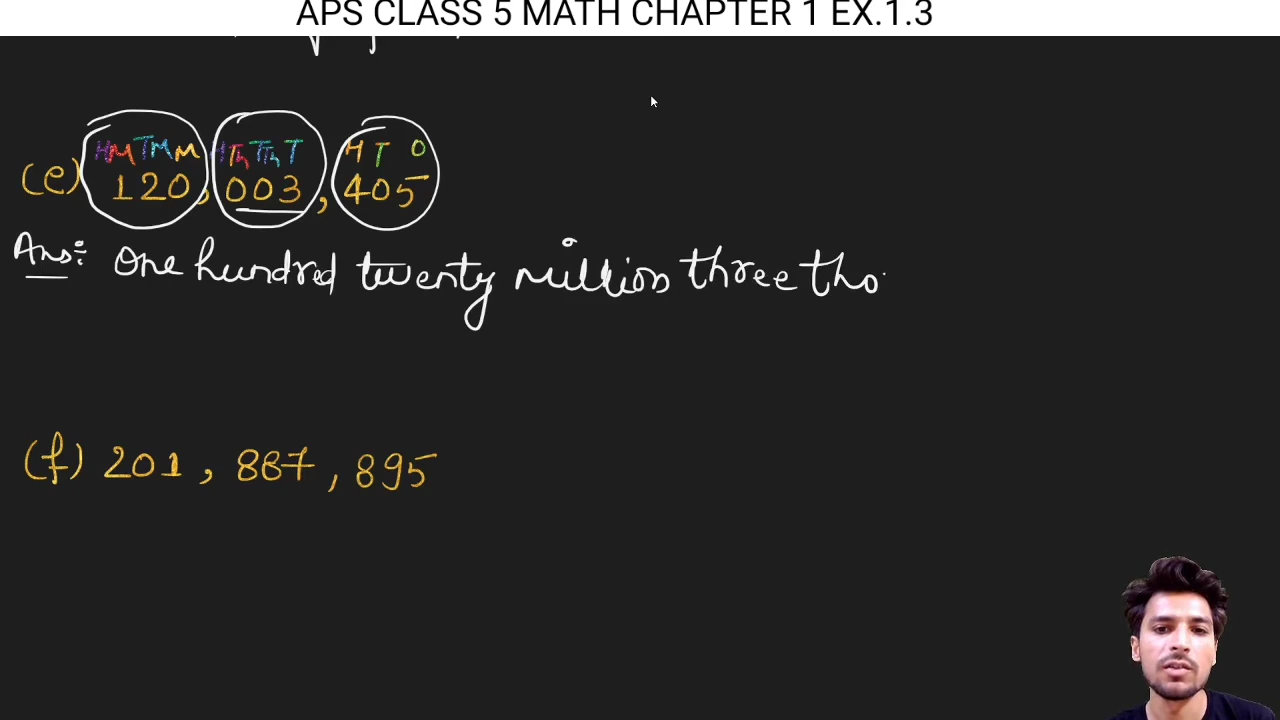 APS CLASS 5 MATH CHAPTER 1 EX.1.3
HM TM M HTh TTh T H T O
(e) 120, 003, 405
Ans: One hundred twenty million three tho
(f) 201, 887, 895